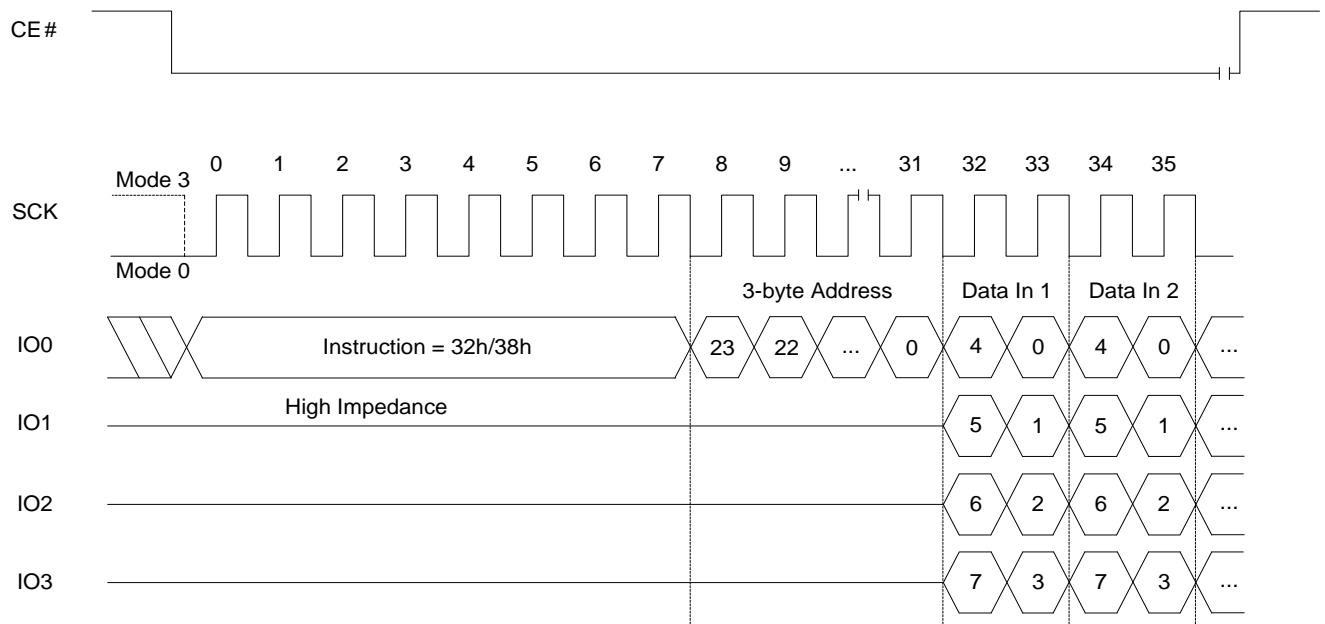 CE#
0 1 2 3 4 5 6 7 8 9 ... 31 32 33 34 35
Mode 3
SCK
Mode 0
3-byte Address Data In 1 Data In 2
IO0 Instruction = 32h/38h 23 22 ... 0 4 0 4 0 ...
High Impedance
IO1 5 1 5 1 ...
IO2 6 2 6 2 ...
IO3 7 3 7 3 ...